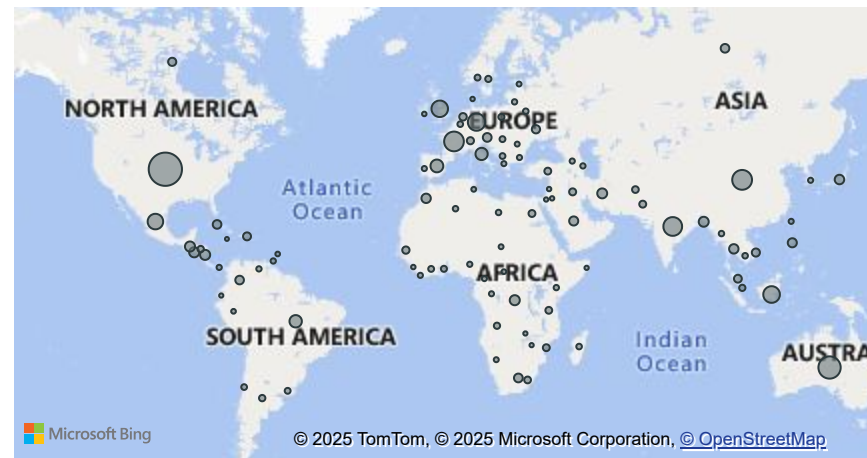 NORTH AMERICA
ASIA
EUROPE
Atlantic
Ocean
AFRICA
SOUTH AMERICA
Indian
Ocean
AUSTRA
Microsoft Bing
© 2025 TomTom, © 2025 Microsoft Corporation, © OpenStreetMap